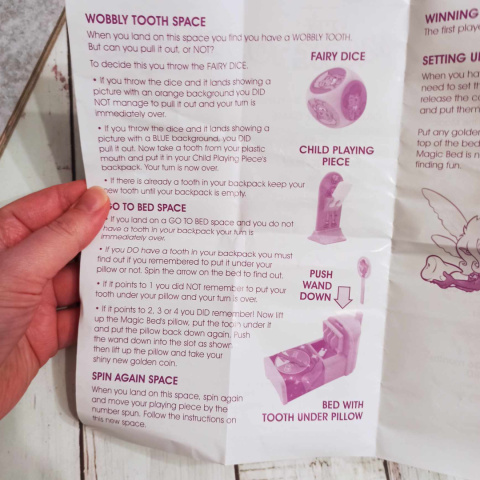 WOBBLY TOOTH SPACE
When you land on this space you find you have a WOBBLY TOOTH.
But can you pull it out, or NOT?
To decide this you throw the FAIRY DICE.
• If you throw the dice and it lands showing a
picture with an orange background you DID
NOT manage to pull it out and your turn is
immediately over.
• If you throw the dice and it lands showing a
picture with a BLUE background, you DID
pull it out. Now take a tooth from your plastic
mouth and put it in your Child Playing Piece's
backpack. Your turn is now over.
• If there is already a tooth in your backpack keep your
new tooth until your backpack is empty.
GO TO BED SPACE
• If you land on a GO TO BED space and you do not
have a tooth in your backpack your turn is
immediately over.
• If you DO have a tooth in your backpack you must
find out if you remembered to put it under your
pillow or not. Spin the arrow on the bed to find out.
• If it points to 1 you did NOT remember to put your
tooth under your pillow and your turn is over.
• If it points to 2, 3 or 4 you DID remember! Now lift
up the Magic Bed's pillow, put the tooth under it
and put the pillow back down again. Push
the wand down into the slot as shown,
then lift up the pillow and take your
shiny new golden coin.
SPIN AGAIN SPACE
When you land on this space, spin again
and move your playing piece by the
number spun. Follow the instructions on
this new space.
FAIRY DICE
CHILD PLAYING
PIECE
PUSH
WAND
DOWN
BED WITH
TOOTH UNDER PILLOW
WINNING
The first playe
SETTING U
When you ha
need to set th
release the co
and put them
Put any golde
top of the bed
Magic Bed is n
finding fun.